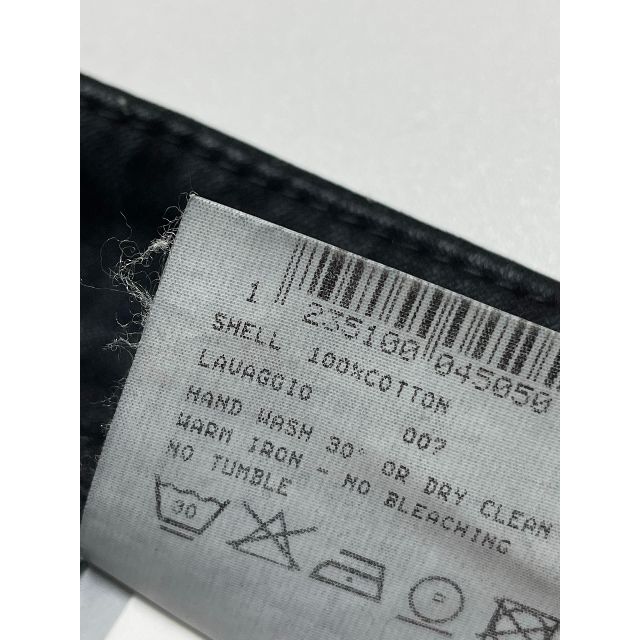 1 235100 045050
SHELL 100%COTTON
LAVAGGIO 007
HAND WASH 30° OR DRY CLEAN
WARM IRON - NO BLEACHING
NO TUMBLE
30
P